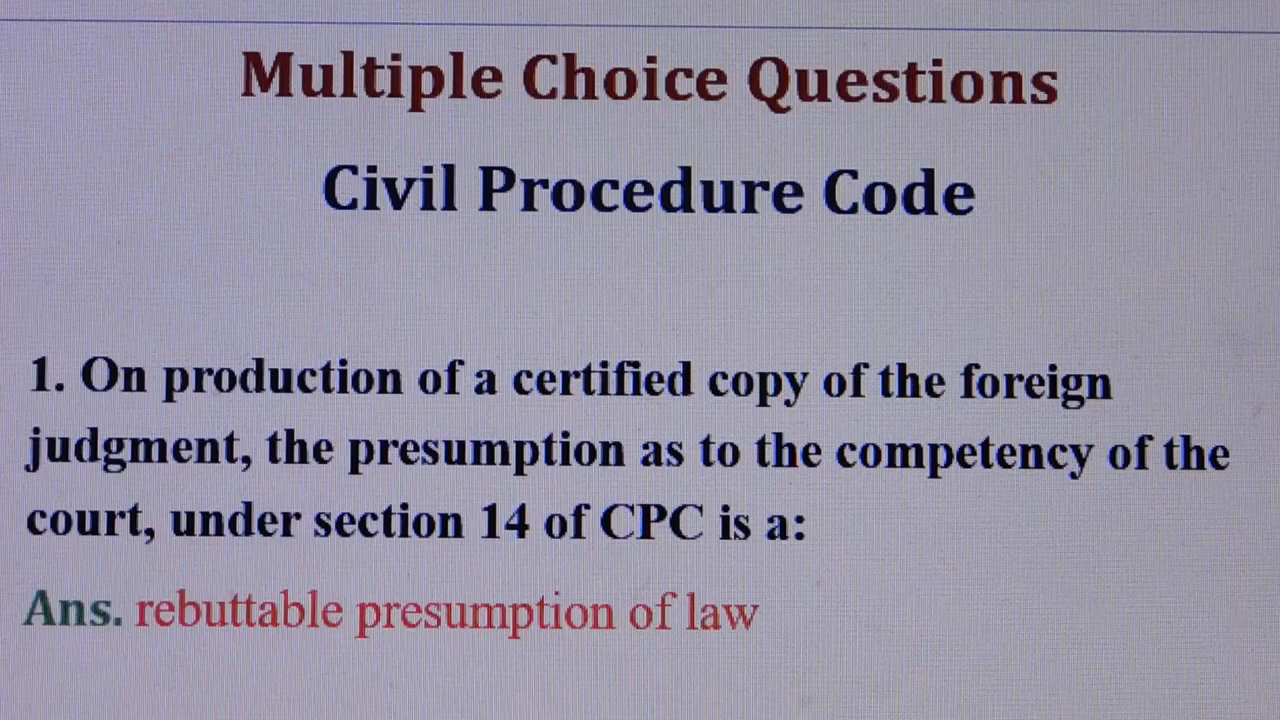 Multiple Choice Questions
Civil Procedure Code
1. On production of a certified copy of the foreign
judgment, the presumption as to the competency of the
court, under section 14 of CPC is a:
Ans. rebuttable presumption of law